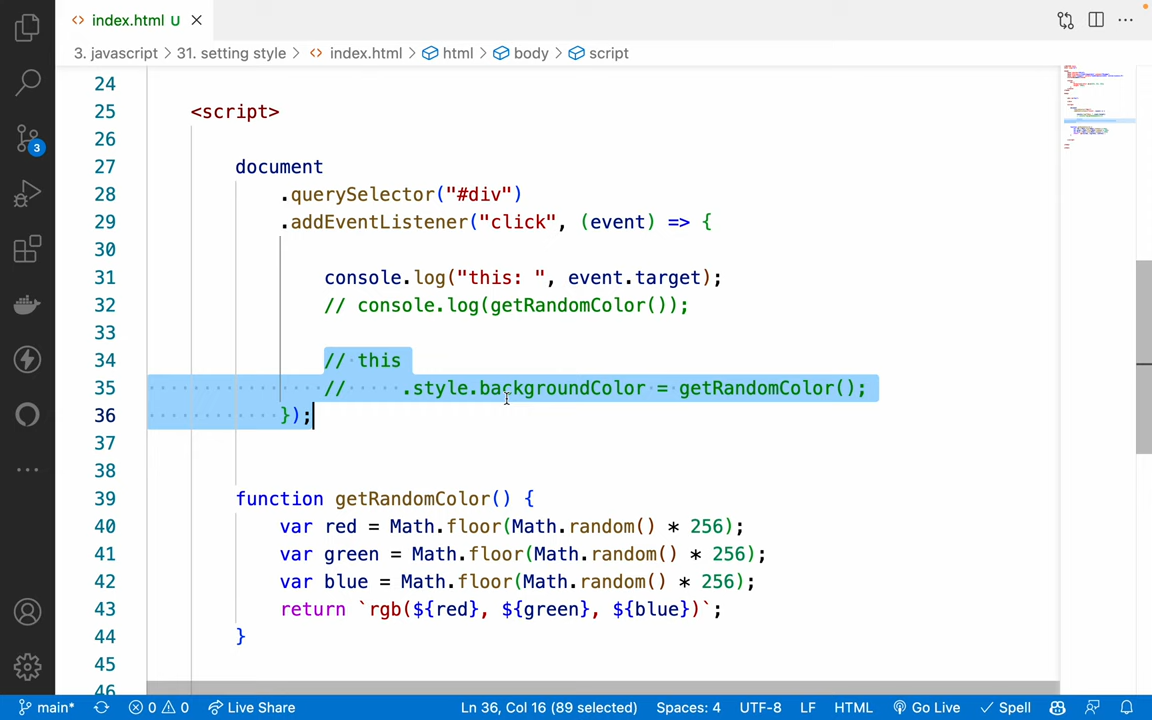 index.html U
3. javascript > 31. setting style > index.html > html > body > script
24
25 <script>
26
27 document
28 .querySelector("#div")
29 .addEventListener("click", (event) => {
30
31 console.log("this: ", event.target);
32 // console.log(getRandomColor());
33
34 // this
35 // .style.backgroundColor = getRandomColor();
36 });
37
38
39 function getRandomColor() {
40 var red = Math.floor(Math.random() * 256);
41 var green = Math.floor(Math.random() * 256);
42 var blue = Math.floor(Math.random() * 256);
43 return `rgb(${red}, ${green}, ${blue})`;
44 }
45
46
3
main* 0 0 Live Share Ln 36, Col 16 (89 selected) Spaces: 4 UTF-8 LF HTML Go Live Spell